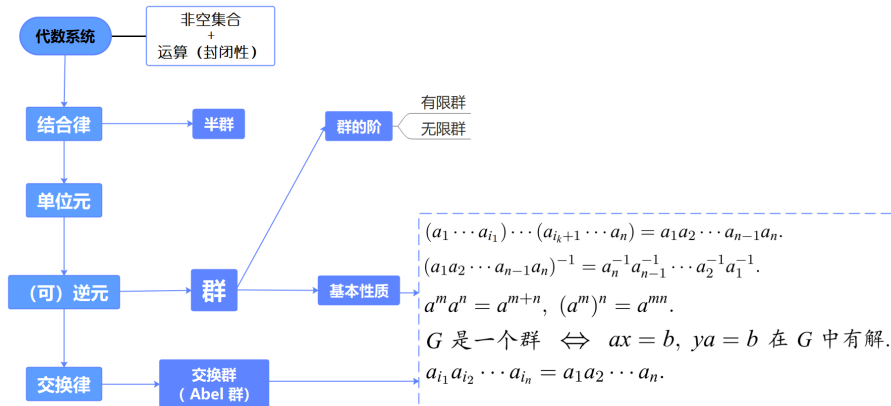 代数系统
非空集合
+
运算（封闭性）
结合律
半群
群的阶
有限群
无限群
单位元
（可）逆元
群
基本性质
交换律
交换群
（ Abel 群）
(a_1 ⋯ a_{i_1}) ⋯ (a_{i_k+1} ⋯ a_n) = a_1 a_2 ⋯ a_{n-1} a_n.
(a_1 a_2 ⋯ a_{n-1} a_n)^{-1} = a_n^{-1} a_{n-1}^{-1} ⋯ a_2^{-1} a_1^{-1}.
a^m a^n = a^{m+n}, (a^m)^n = a^{mn}.
G 是一个群 ⇔ ax = b, ya = b 在 G 中有解.
a_{i_1} a_{i_2} ⋯ a_{i_n} = a_1 a_2 ⋯ a_n.